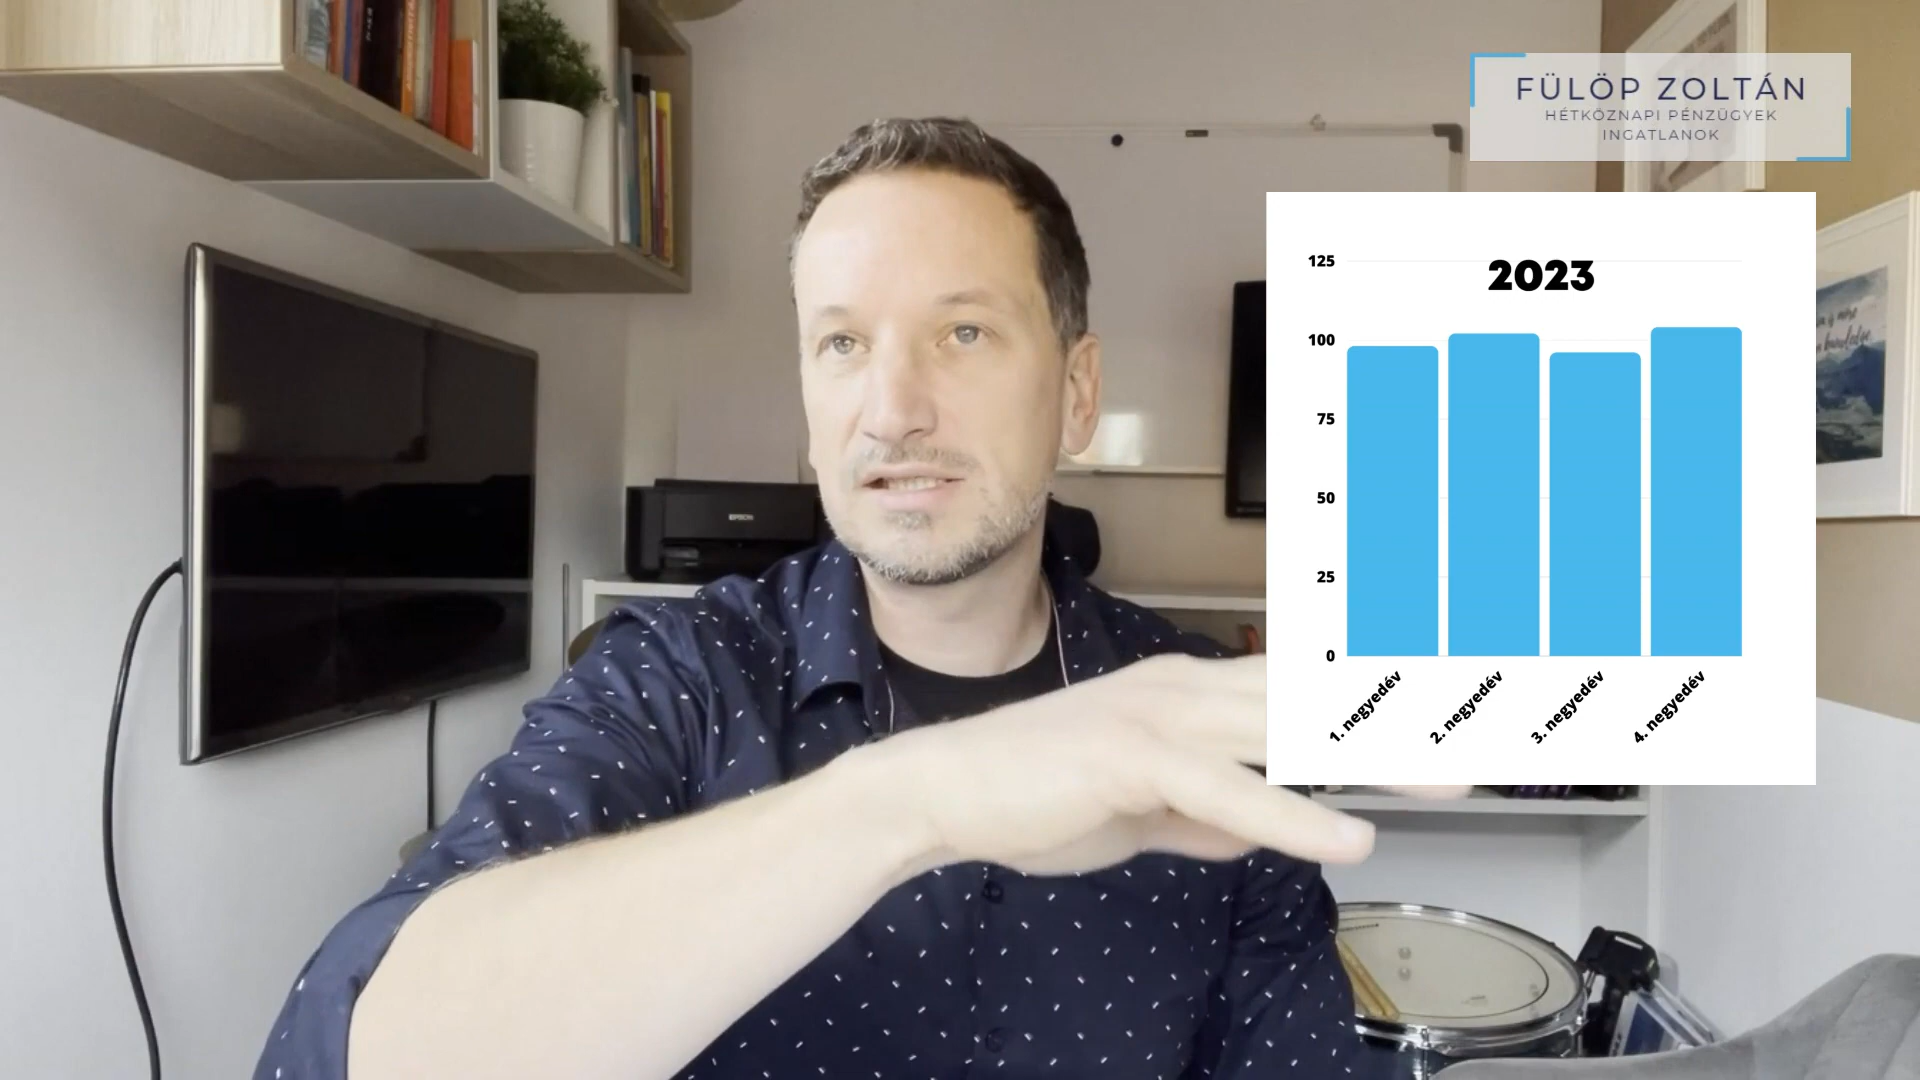 FÜLÖP ZOLTÁN
HÉTKÖZNAPI PÉNZÜGYEK
INGATLANOK
2023
125
100
75
50
25
0
1. negyedév
2. negyedév
3. negyedév
4. negyedév
EPSON